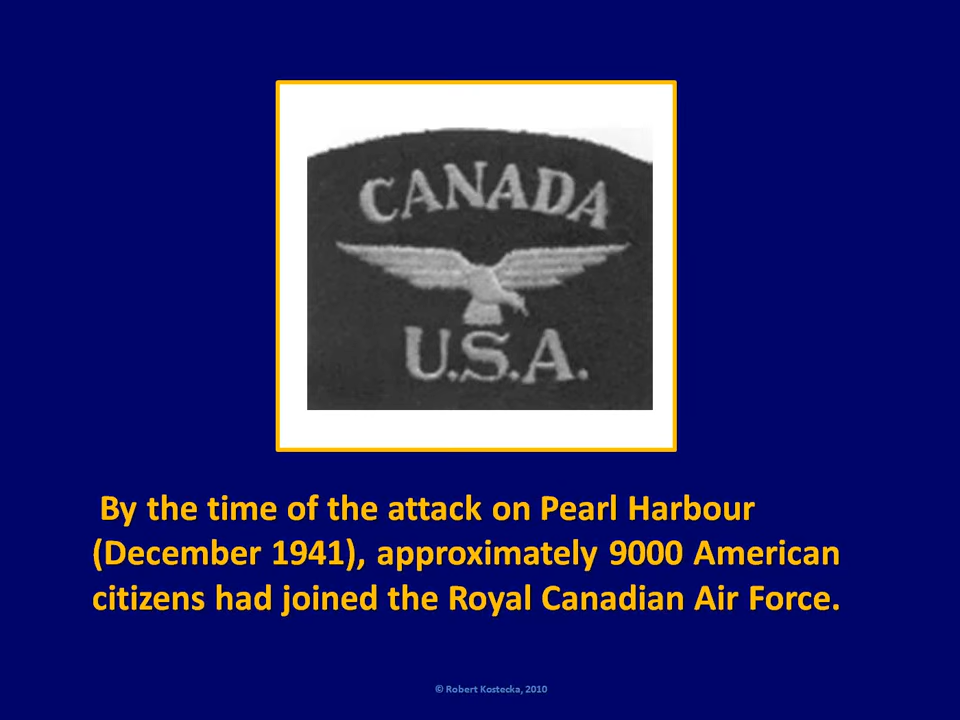 CANADA
U.S.A.
By the time of the attack on Pearl Harbour
(December 1941), approximately 9000 American
citizens had joined the Royal Canadian Air Force.
© Robert Kostecka, 2010